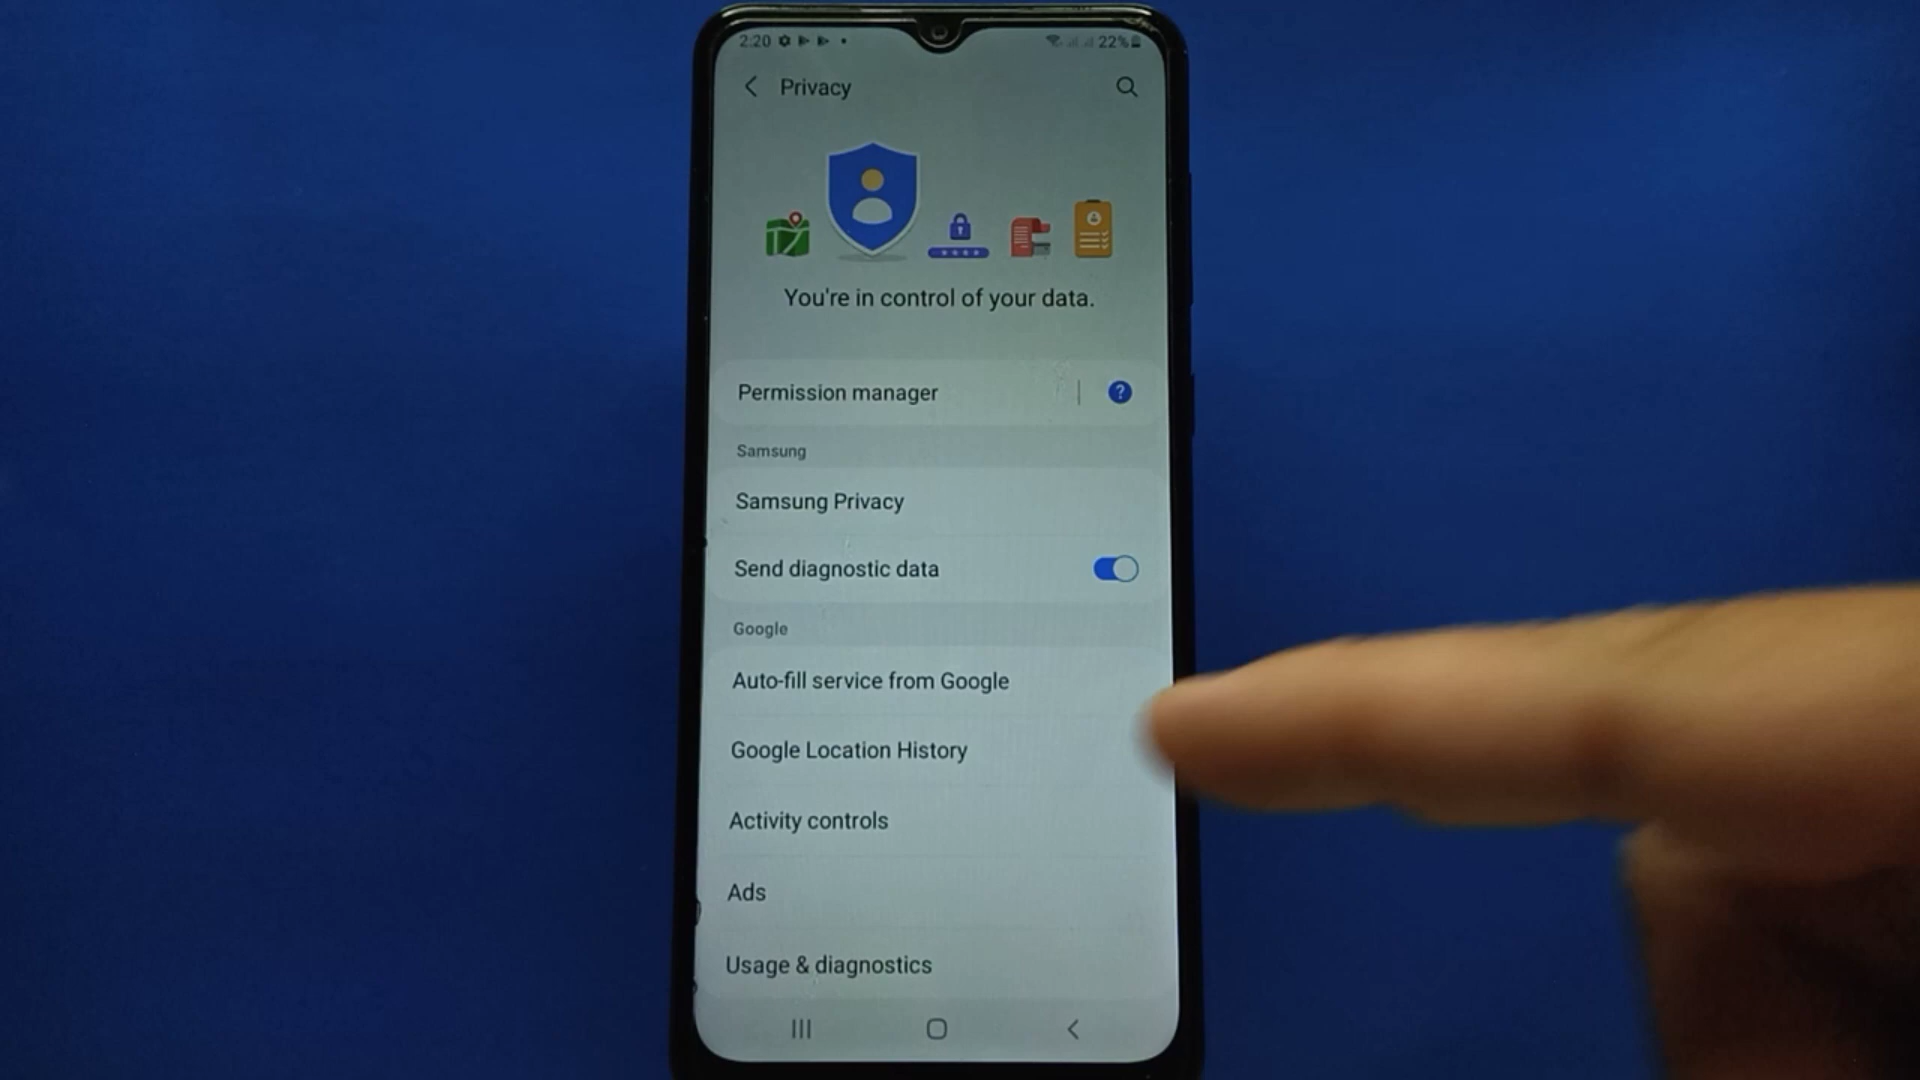 2:20
22%
Privacy
You're in control of your data.
Permission manager
?
Samsung
Samsung Privacy
Send diagnostic data
Google
Auto-fill service from Google
Google Location History
Activity controls
Ads
Usage & diagnostics